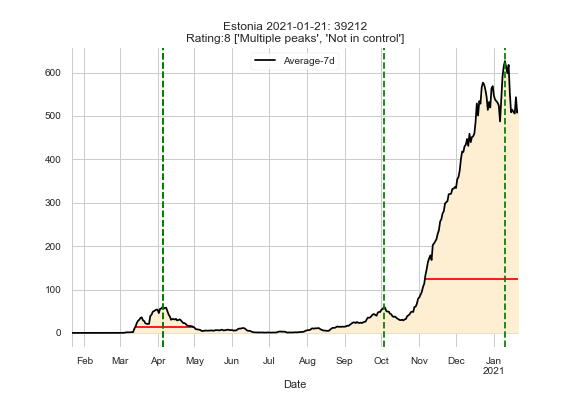 Estonia 2021-01-21: 39212
Rating:8 ['Multiple peaks', 'Not in control']
Average-7d
600
500
400
300
200
100
0
Feb Mar Apr May Jun Jul Aug Sep Oct Nov Dec Jan
2021
Date